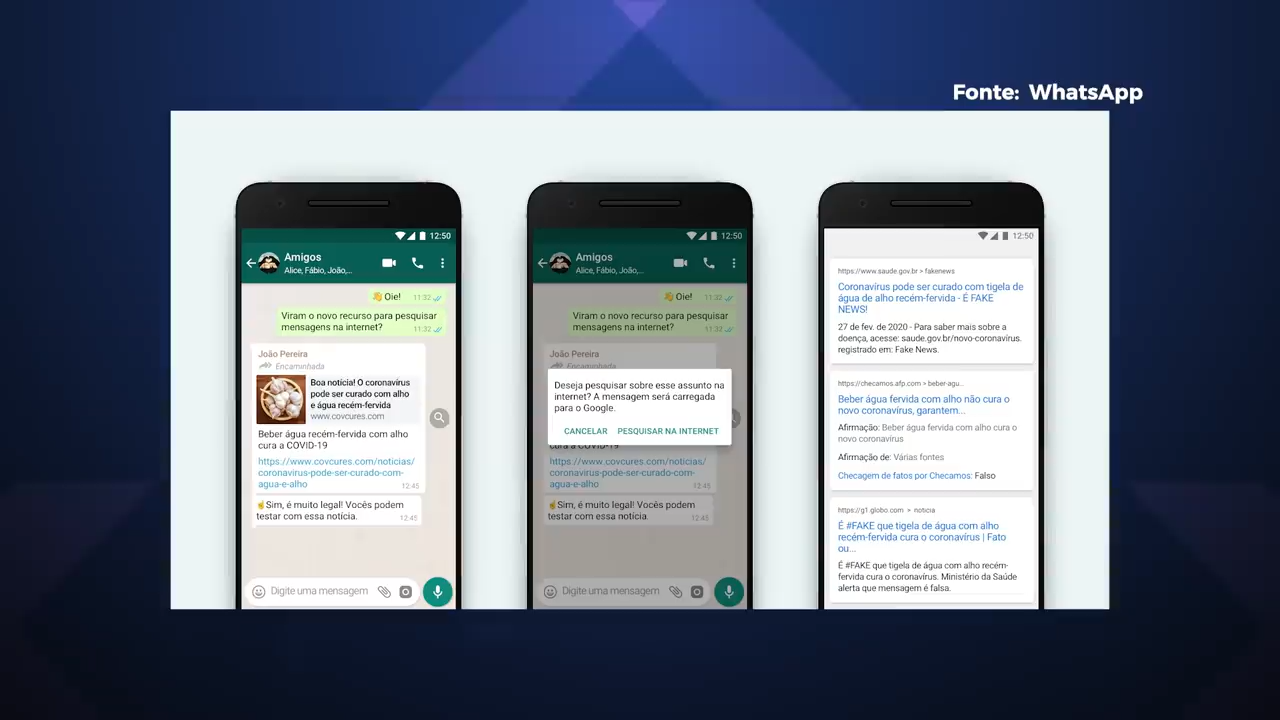 Fonte: WhatsApp
12:50
Amigos
Alice, Fábio, João,...
👋Oie! 11:32
Viram o novo recurso para pesquisar
mensagens na internet? 11:32
João Pereira
Encaminhada
Boa notícia! O coronavírus
pode ser curado com alho
e água recém-fervida
www.covcures.com
Beber água recém-fervida com alho
cura a COVID-19
https://www.covcures.com/noticias/
coronavirus-pode-ser-curado-com-
agua-e-alho 12:45
☝Sim, é muito legal! Vocês podem
testar com essa notícia. 12:45
Digite uma mensagem
12:50
Amigos
Alice, Fábio, João,...
👋Oie! 11:32
Viram o novo recurso para pesquisar
mensagens na internet? 11:32
João Pereira
Encaminhada
Deseja pesquisar sobre esse assunto na
internet? A mensagem será carregada
para o Google.
CANCELAR PESQUISAR NA INTERNET
cura a COVID-19
https://www.covcures.com/noticias/
coronavirus-pode-ser-curado-com-
agua-e-alho 12:45
☝Sim, é muito legal! Vocês podem
testar com essa notícia. 12:45
Digite uma mensagem
12:50
https://www.saude.gov.br > fakenews
Coronavírus pode ser curado com tigela de
água de alho recém-fervida - É FAKE
NEWS!
27 de fev. de 2020 - Para saber mais sobre a
doença, acesse: saude.gov.br/novo-coronavirus.
registrado em: Fake News.
https://checamos.afp.com > beber-agu...
Beber água fervida com alho não cura o
novo coronavírus, garantem...
Afirmação: Beber água fervida com alho cura o
novo coronavírus
Afirmação de: Várias fontes
Checagem de fatos por Checamos: Falso
https://g1.globo.com > noticia
É #FAKE que tigela de água com alho
recém-fervida cura o coronavírus | Fato
ou...
É #FAKE que tigela de água com alho recém-
fervida cura o coronavírus. Ministério da Saúde
alerta que mensagem é falsa.